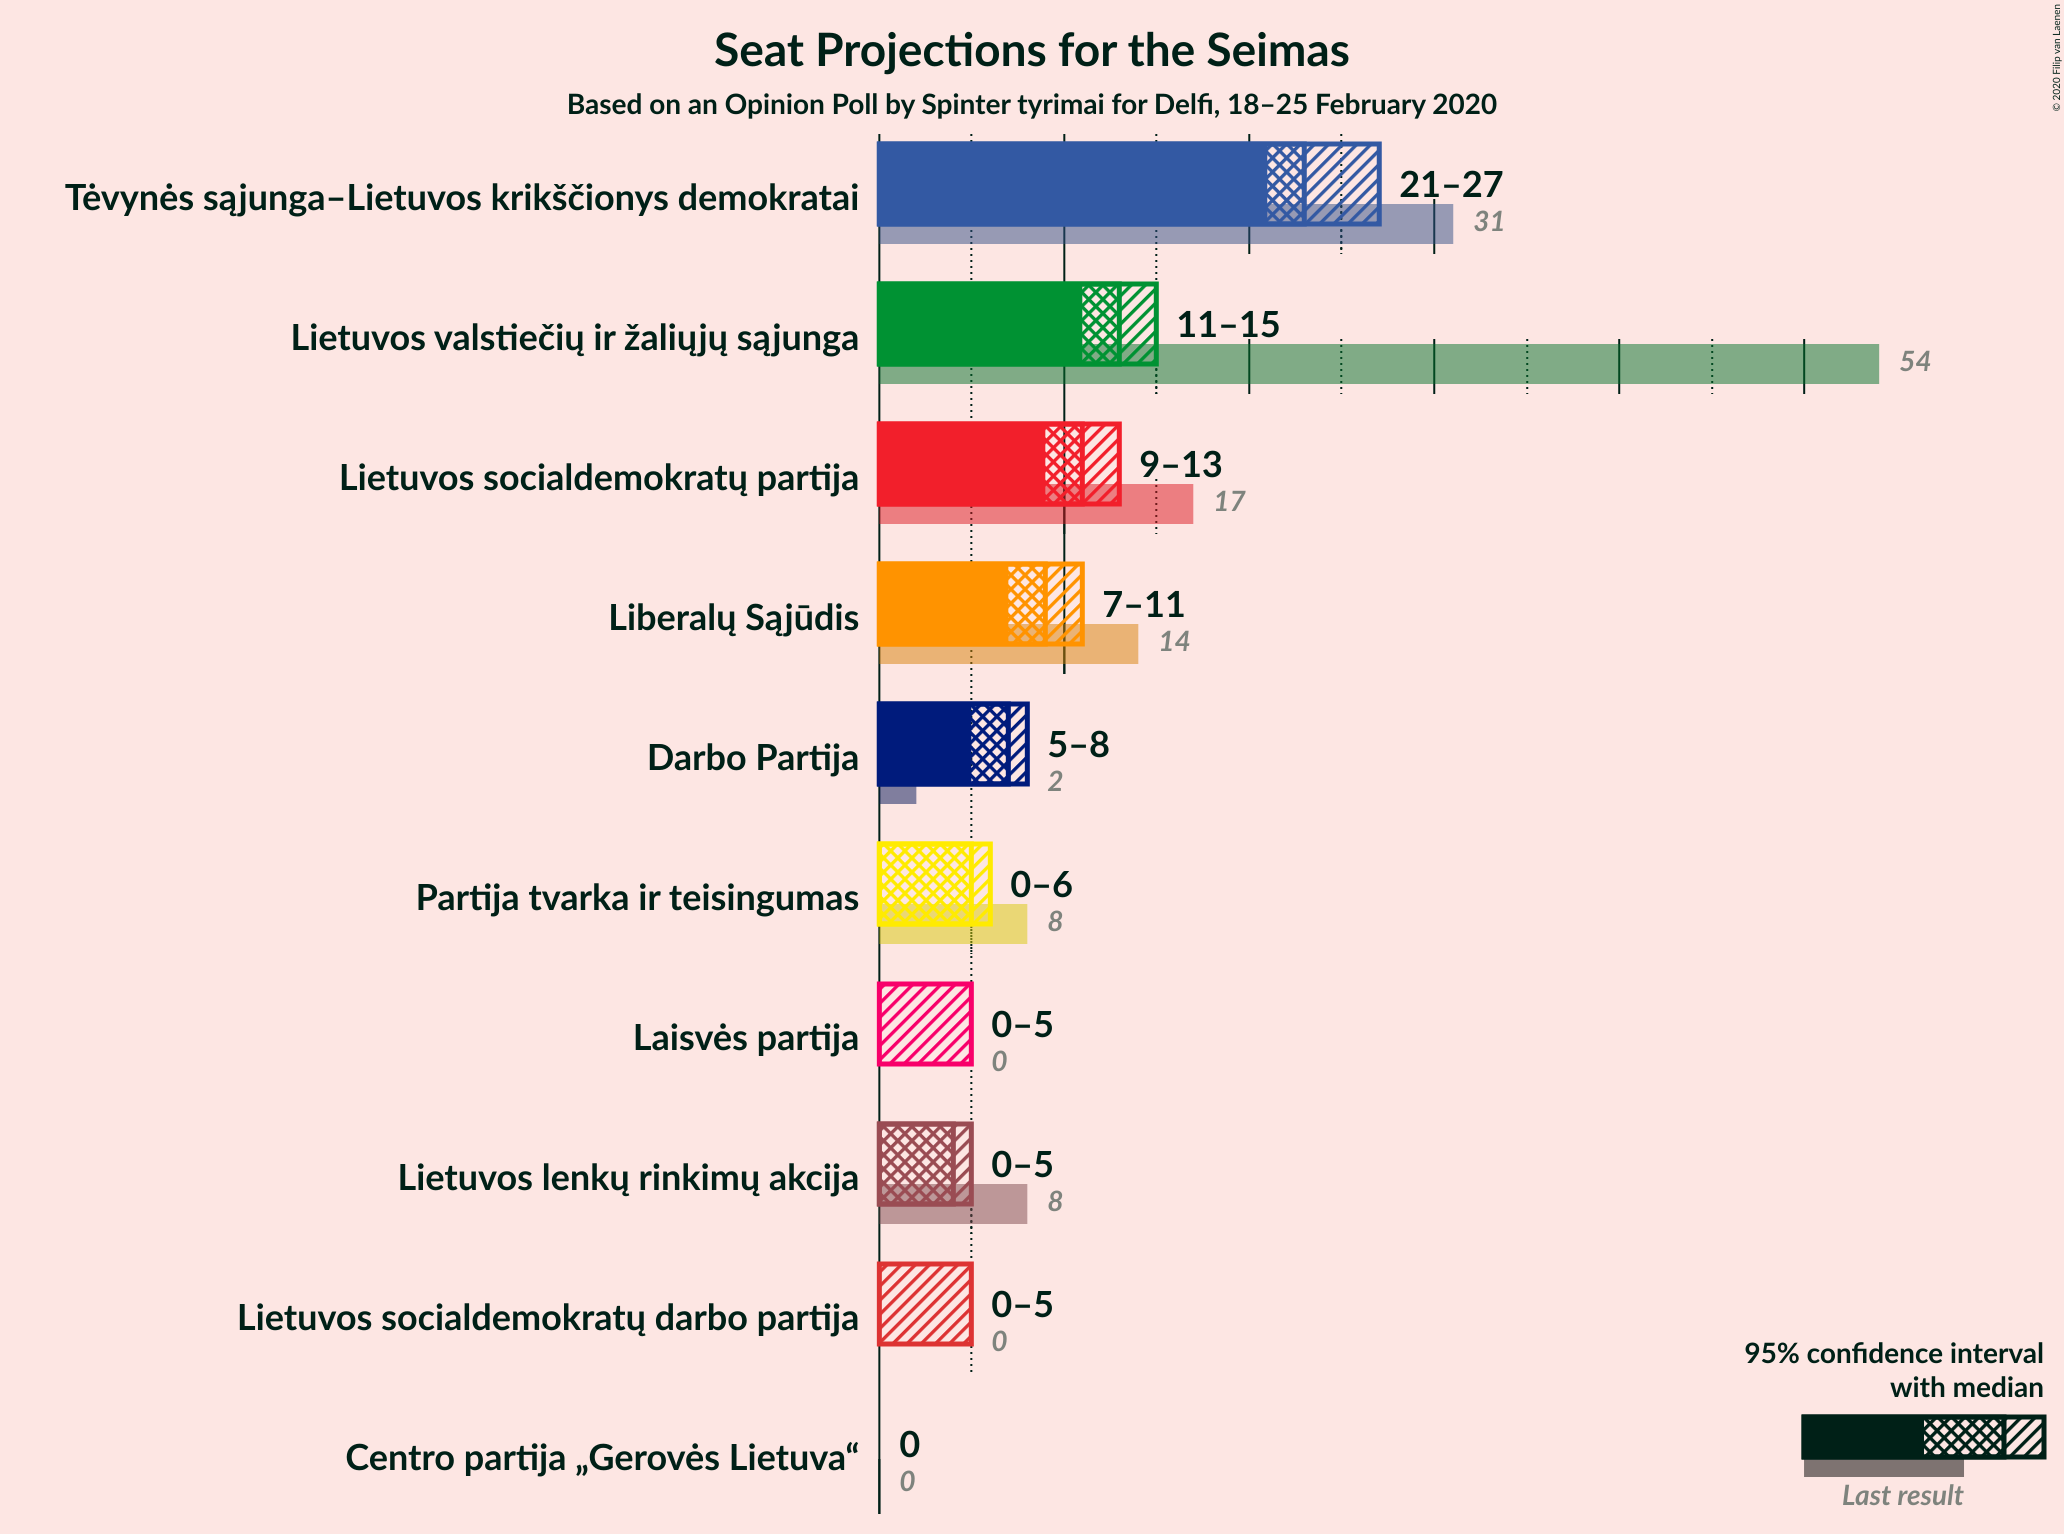 Seat Projections for the Seimas
Based on an Opinion Poll by Spinter tyrimai for Delfi, 18–25 February 2020
© 2020 Filip van Laenen
Tėvynės sąjunga–Lietuvos krikščionys demokratai
21–27
31
Lietuvos valstiečių ir žaliųjų sąjunga
11–15
54
Lietuvos socialdemokratų partija
9–13
17
Liberalų Sąjūdis
7–11
14
Darbo Partija
5–8
2
Partija tvarka ir teisingumas
0–6
8
Laisvės partija
0–5
0
Lietuvos lenkų rinkimų akcija
0–5
8
Lietuvos socialdemokratų darbo partija
0–5
0
Centro partija „Gerovės Lietuva“
0
0
95% confidence interval
with median
Last result